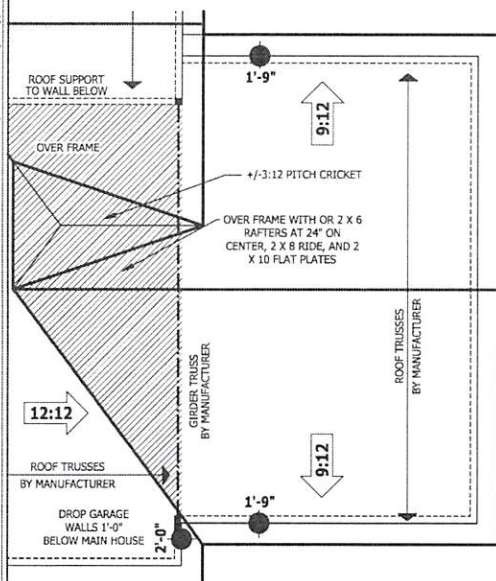 ROOF SUPPORT
TO WALL BELOW
1'-9"
9:12
OVER FRAME
+/-3:12 PITCH CRICKET
OVER FRAME WITH OR 2 X 6
RAFTERS AT 24" ON
CENTER, 2 X 8 RIDE, AND 2
X 10 FLAT PLATES
ROOF TRUSSES
BY MANUFACTURER
GIRDER TRUSS
BY MANUFACTURER
12:12
9:12
ROOF TRUSSES
BY MANUFACTURER
1'-9"
DROP GARAGE
WALLS 1'-0"
BELOW MAIN HOUSE
2'-0"